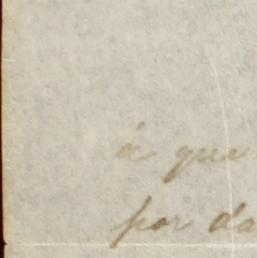 á que
por da